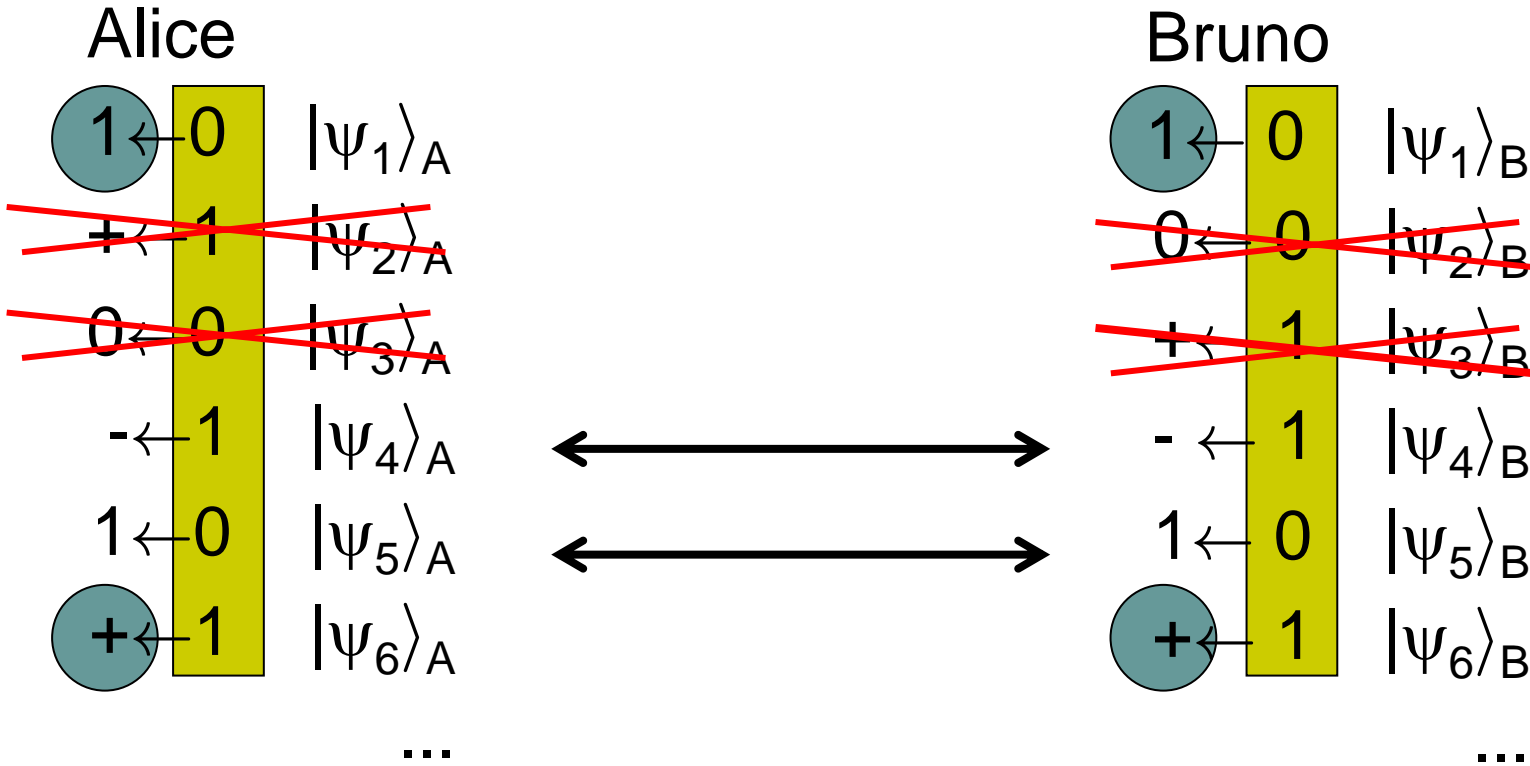 Alice Bruno
1 ← 0 |ψ₁⟩A 1 ← 0 |ψ₁⟩B
+ ← 1 |ψ₂⟩A 0 ← 0 |ψ₂⟩B
0 ← 0 |ψ₃⟩A + ← 1 |ψ₃⟩B
- ← 1 |ψ₄⟩A - ← 1 |ψ₄⟩B
1 ← 0 |ψ₅⟩A 1 ← 0 |ψ₅⟩B
+ ← 1 |ψ₆⟩A + ← 1 |ψ₆⟩B
... ...